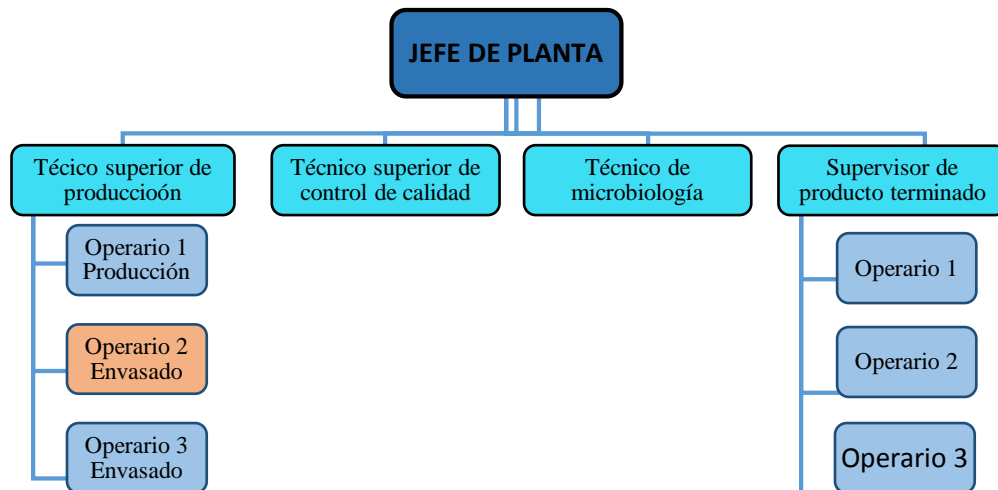 JEFE DE PLANTA
Técico superior de
produccioón
Técnico superior de
control de calidad
Técnico de
microbiología
Supervisor de
producto terminado
Operario 1
Producción
Operario 2
Envasado
Operario 3
Envasado
Operario 1
Operario 2
Operario 3